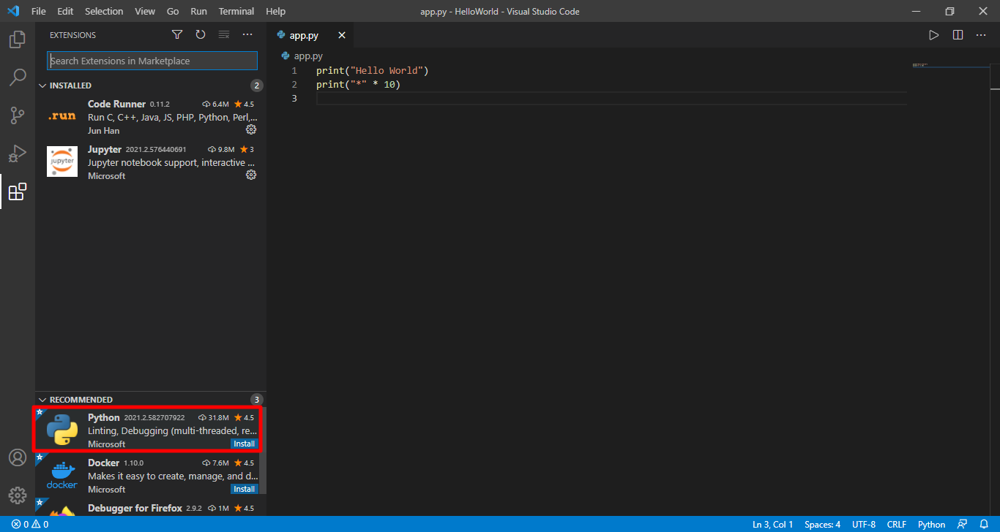 File Edit Selection View Go Run Terminal Help
app.py - HelloWorld - Visual Studio Code
EXTENSIONS
Search Extensions in Marketplace
INSTALLED 2
.run
Code Runner 0.11.2 6.4M 4.5
Run C, C++, Java, JS, PHP, Python, Perl,...
Jun Han
jupyter
Jupyter 2021.2.576440691 9.8M 3
Jupyter notebook support, interactive ...
Microsoft
RECOMMENDED 3
Python 2021.2.582707922 31.8M 4.5
Linting, Debugging (multi-threaded, re...
Microsoft Install
docker
Docker 1.10.0 7.6M 4.5
Makes it easy to create, manage, and d...
Microsoft Install
Debugger for Firefox 2.9.2 1M 4.5
app.py
app.py
1 print("Hello World")
2 print("*" * 10)
3
0 0
Ln 3, Col 1 Spaces: 4 UTF-8 CRLF Python